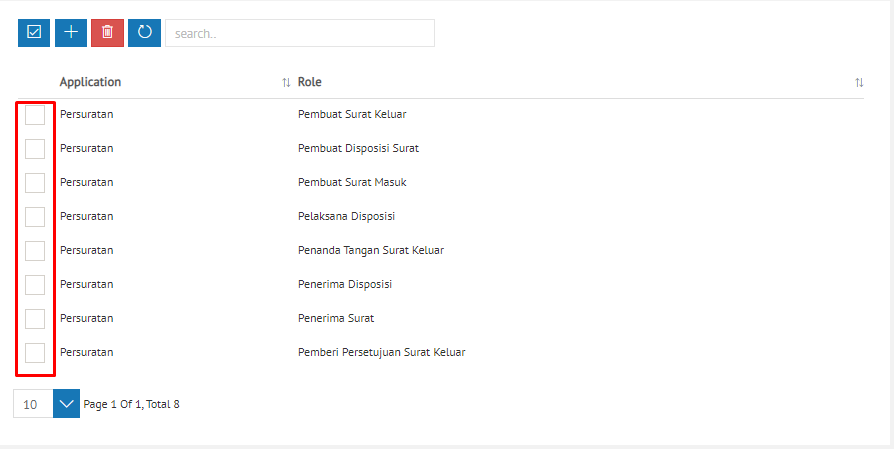 search..
Application Role
Persuratan Pembuat Surat Keluar
Persuratan Pembuat Disposisi Surat
Persuratan Pembuat Surat Masuk
Persuratan Pelaksana Disposisi
Persuratan Penanda Tangan Surat Keluar
Persuratan Penerima Disposisi
Persuratan Penerima Surat
Persuratan Pemberi Persetujuan Surat Keluar
10 Page 1 Of 1, Total 8